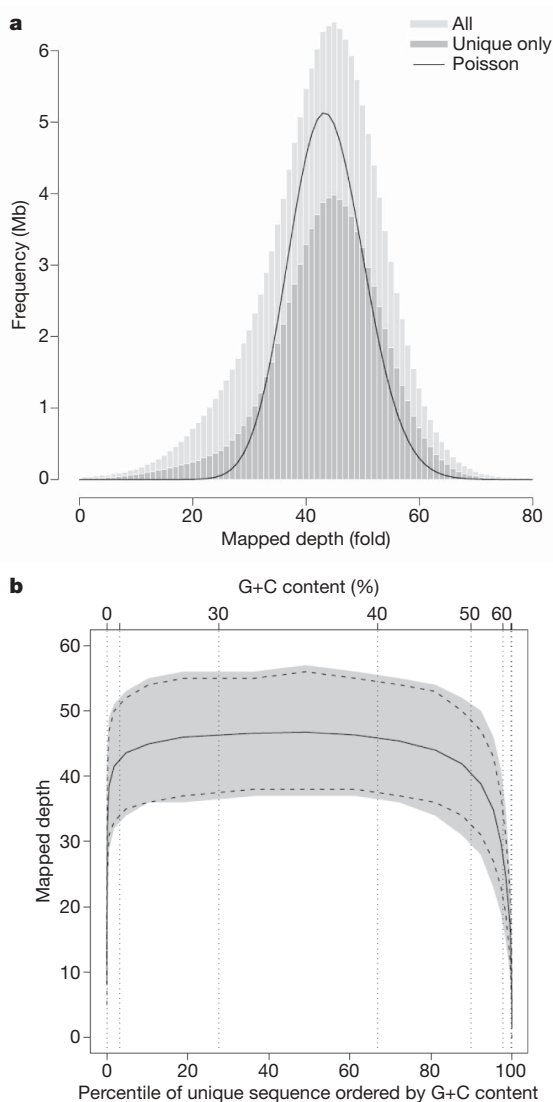 a
All
Unique only
Poisson
6
5
4
3
2
1
0
Frequency (Mb)
0 20 40 60 80
Mapped depth (fold)
b
G+C content (%)
0 30 40 50 60
60
50
40
30
20
10
0
Mapped depth
0 20 40 60 80 100
Percentile of unique sequence ordered by G+C content